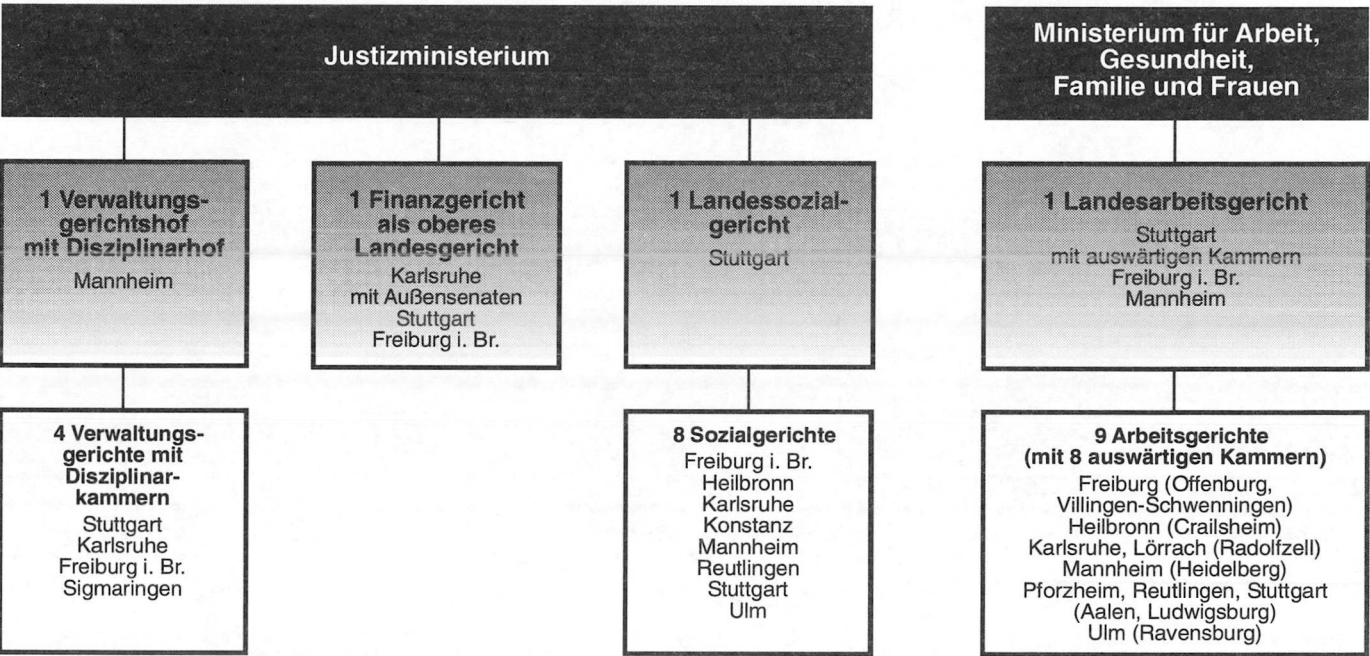 Justizministerium
Ministerium für Arbeit,
Gesundheit,
Familie und Frauen
1 Verwaltungs-
gerichtshof
mit Disziplinarhof
Mannheim
1 Finanzgericht
als oberes
Landesgericht
Karlsruhe
mit Außensenaten
Stuttgart
Freiburg i. Br.
1 Landessozial-
gericht
Stuttgart
1 Landesarbeitsgericht
Stuttgart
mit auswärtigen Kammern
Freiburg i. Br.
Mannheim
4 Verwaltungs-
gerichte mit
Disziplinar-
kammern
Stuttgart
Karlsruhe
Freiburg i. Br.
Sigmaringen
8 Sozialgerichte
Freiburg i. Br.
Heilbronn
Karlsruhe
Konstanz
Mannheim
Reutlingen
Stuttgart
Ulm
9 Arbeitsgerichte
(mit 8 auswärtigen Kammern)
Freiburg (Offenburg,
Villingen-Schwenningen)
Heilbronn (Crailsheim)
Karlsruhe, Lörrach (Radolfzell)
Mannheim (Heidelberg)
Pforzheim, Reutlingen, Stuttgart
(Aalen, Ludwigsburg)
Ulm (Ravensburg)